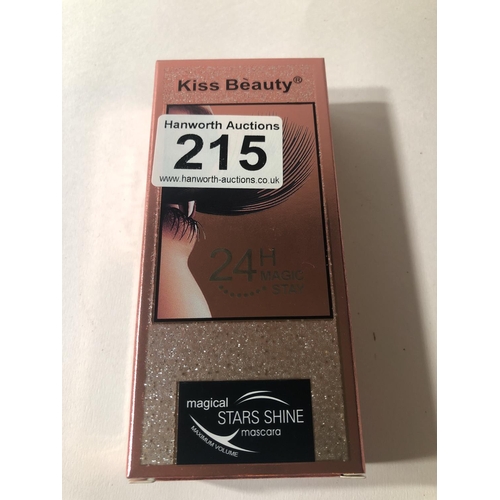 Kiss Bèauty®
Hanworth Auctions
215
www.hanworth-auctions.co.uk
24H
MAGIC
STAY
magical
STARS SHINE
mascara
MAXIMUM VOLUME